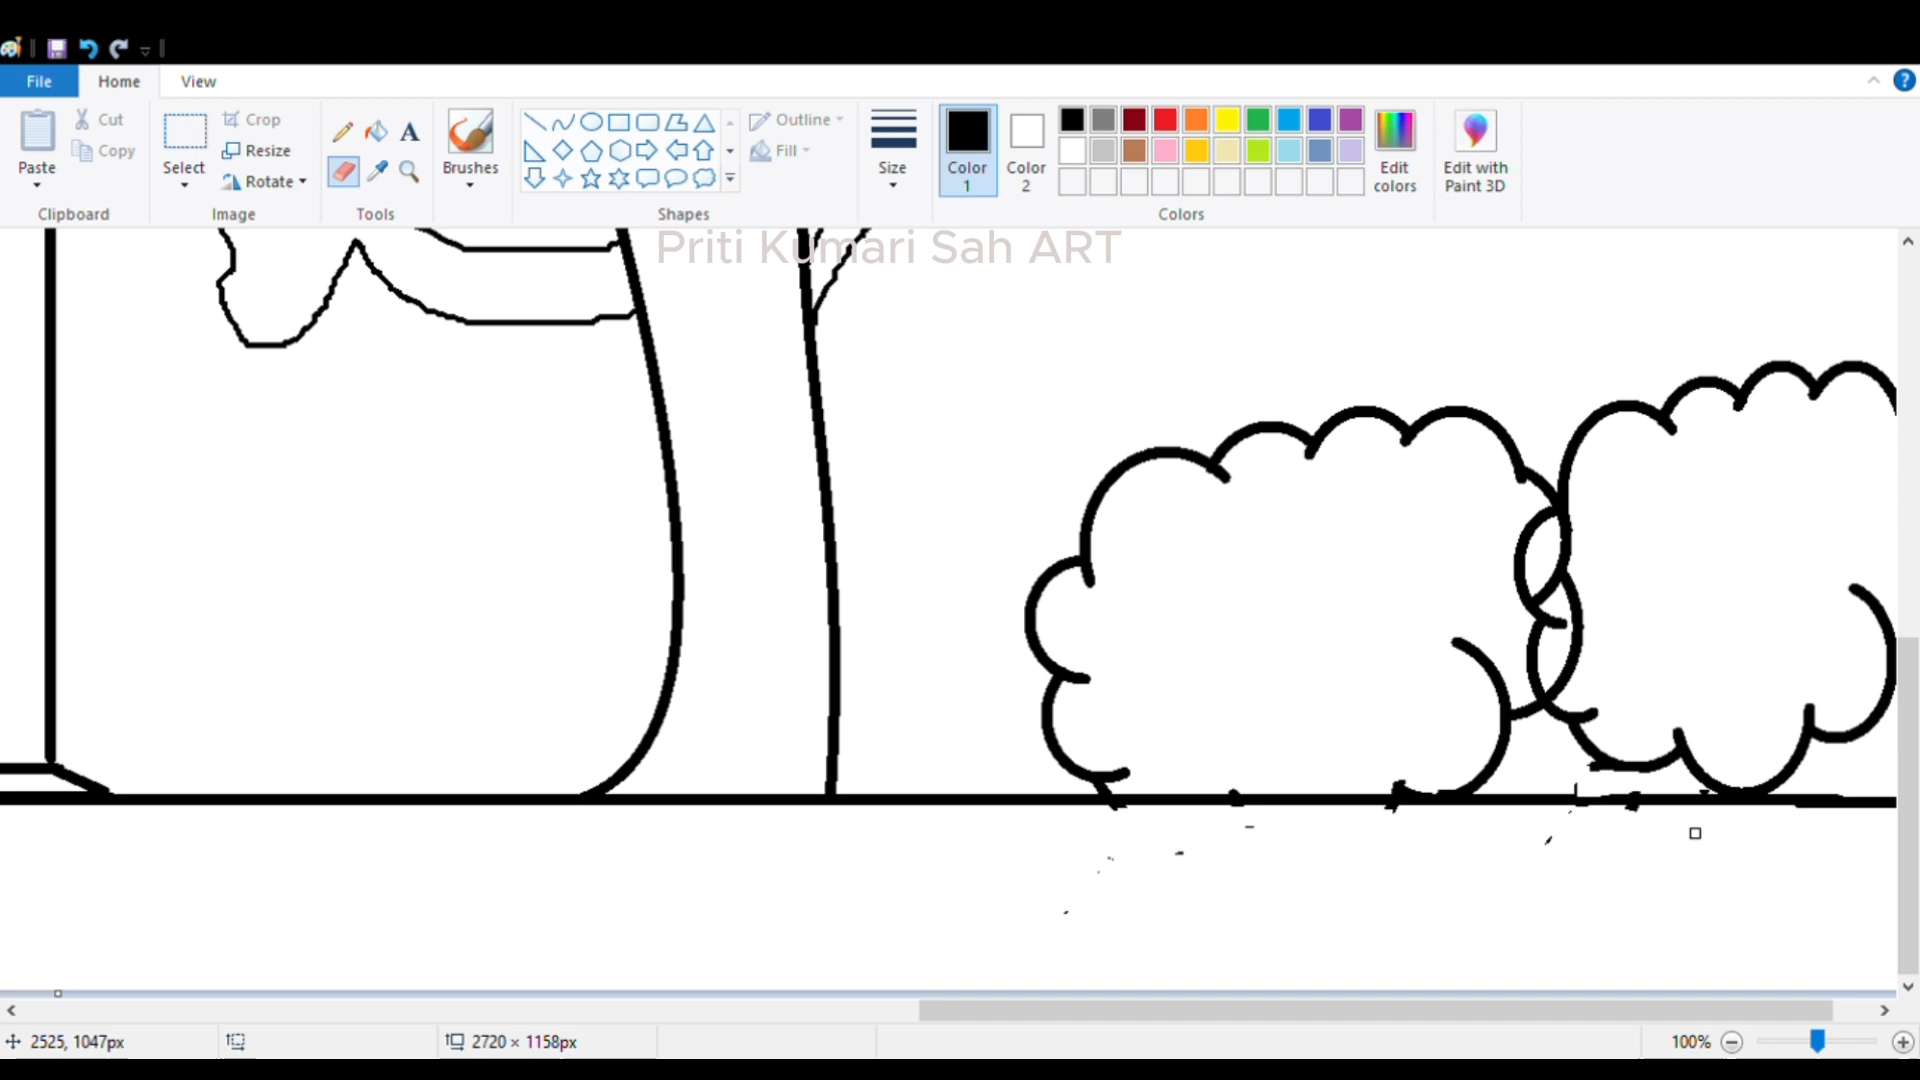 File Home View
Paste
Cut
Copy
Clipboard
Select
Crop
Resize
Rotate
Image
A
Tools
Brushes
Shapes
Outline
Fill
Size
Color
1
Color
2
Edit
colors
Colors
Edit with
Paint 3D
?
Priti Kumari Sah ART
2525, 1047px
2720 × 1158px
100%